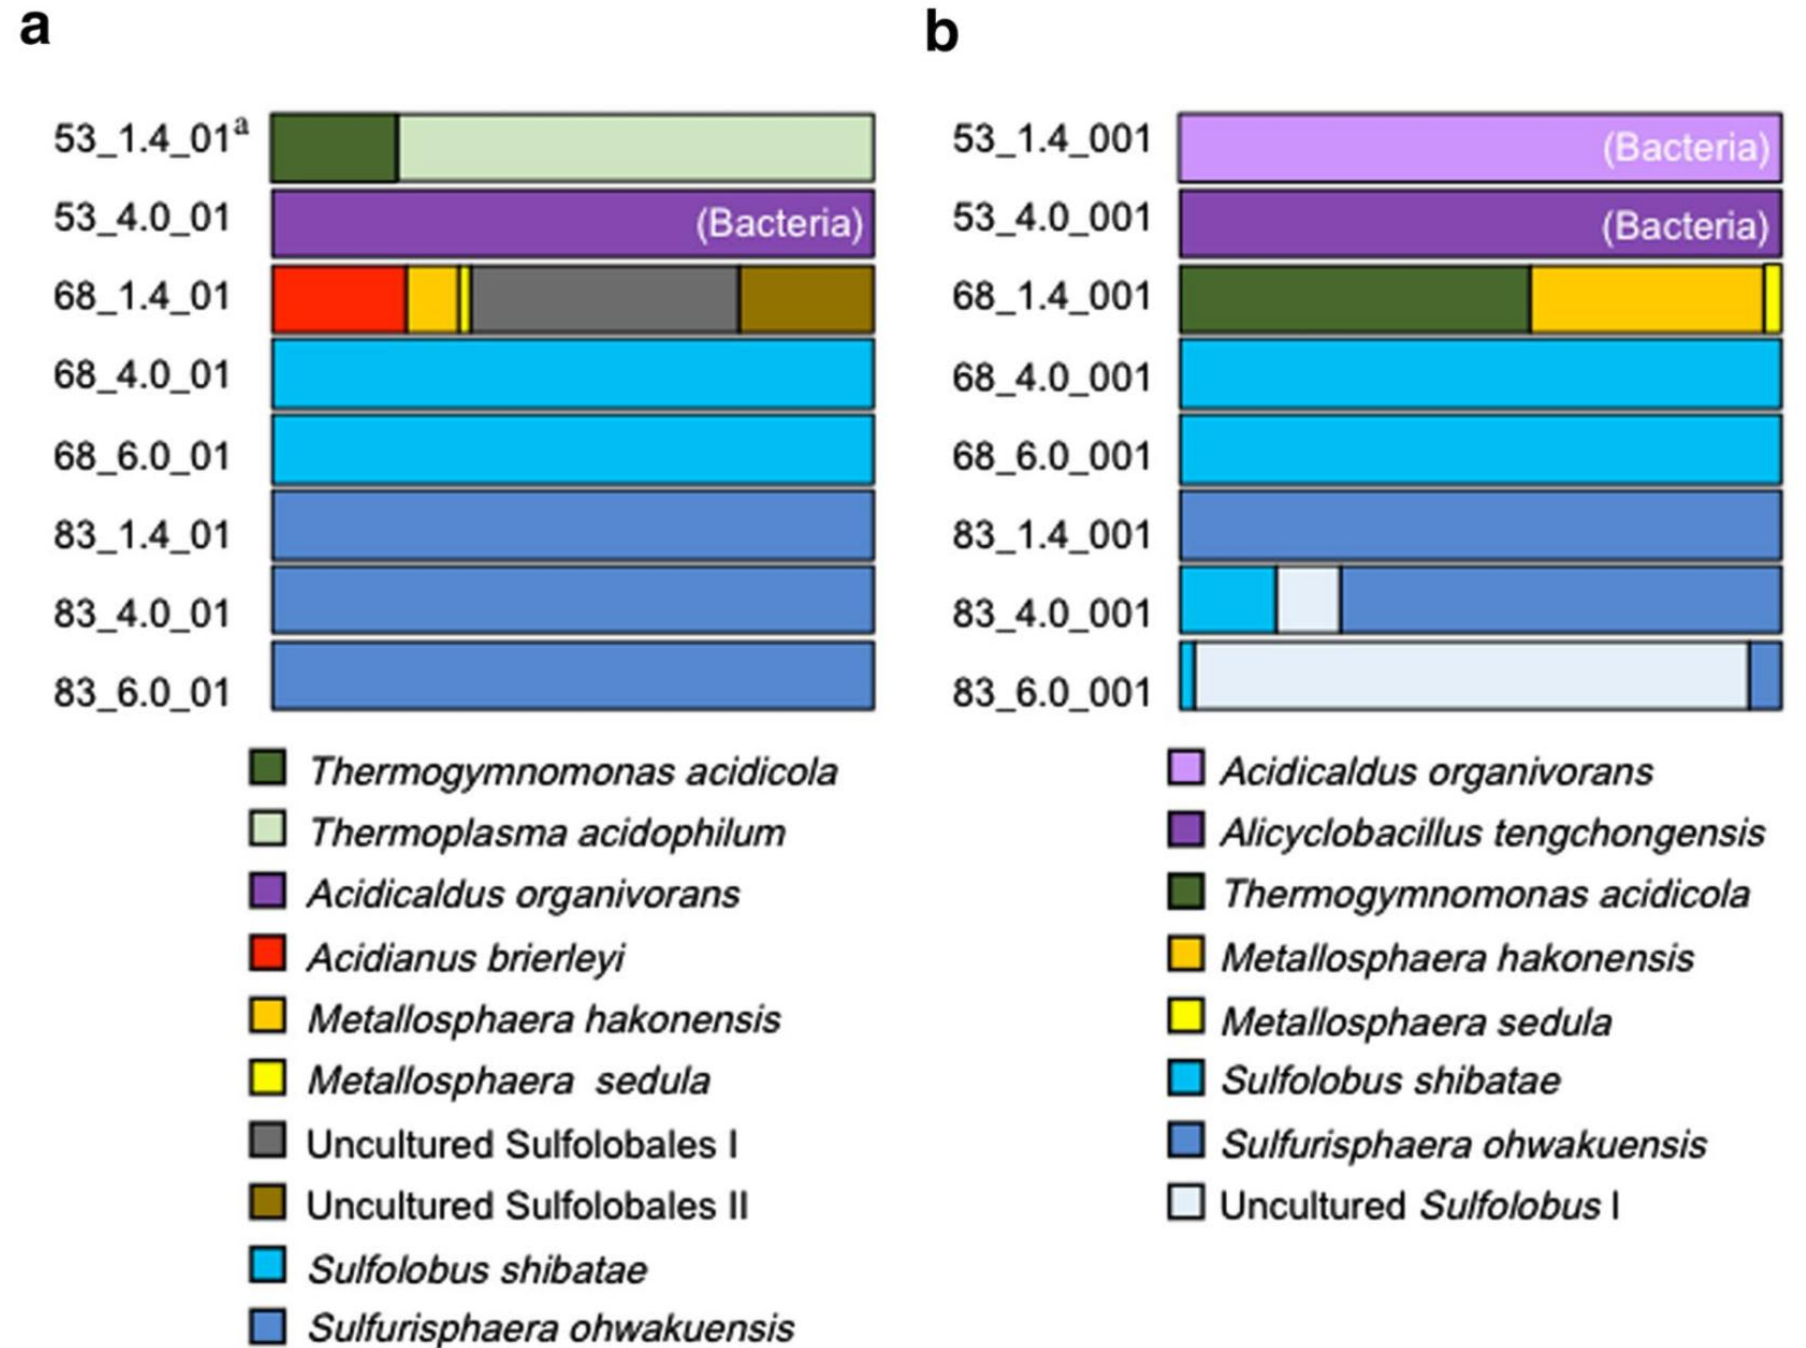 a
53_1.4_01a
(Bacteria)
53_4.0_01
68_1.4_01
68_4.0_01
68_6.0_01
83_1.4_01
83_4.0_01
83_6.0_01
Thermogymnomonas acidicola
Thermoplasma acidophilum
Acidicaldus organivorans
Acidianus brierleyi
Metallosphaera hakonensis
Metallosphaera sedula
Uncultured Sulfolobales I
Uncultured Sulfolobales II
Sulfolobus shibatae
Sulfurisphaera ohwakuensis
b
53_1.4_001
(Bacteria)
53_4.0_001
(Bacteria)
68_1.4_001
68_4.0_001
68_6.0_001
83_1.4_001
83_4.0_001
83_6.0_001
Acidicaldus organivorans
Alicyclobacillus tengchongensis
Thermogymnomonas acidicola
Metallosphaera hakonensis
Metallosphaera sedula
Sulfolobus shibatae
Sulfurisphaera ohwakuensis
Uncultured Sulfolobus I